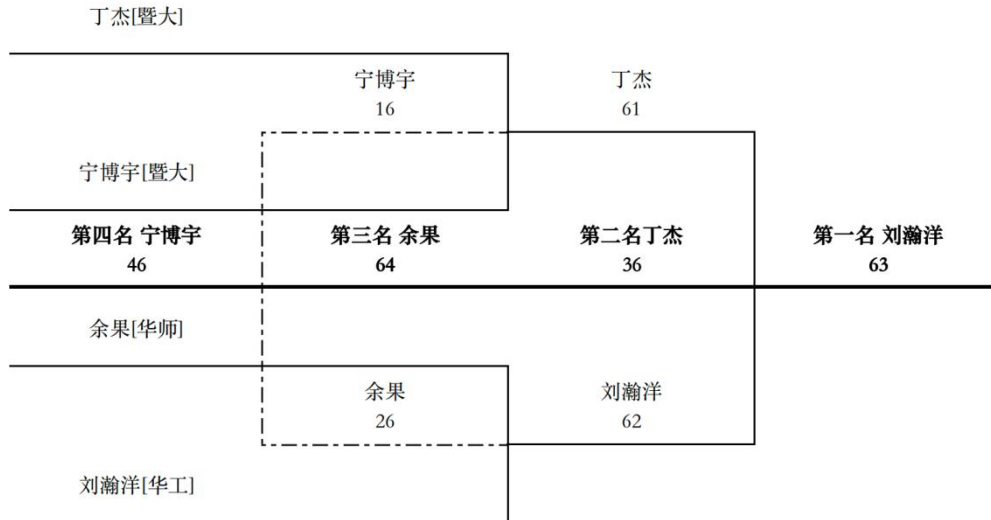 丁杰[暨大]
宁博宇
16
丁杰
61
宁博宇[暨大]
第四名 宁博宇
46
第三名 余果
64
第二名丁杰
36
第一名 刘瀚洋
63
余果[华师]
余果
26
刘瀚洋
62
刘瀚洋[华工]